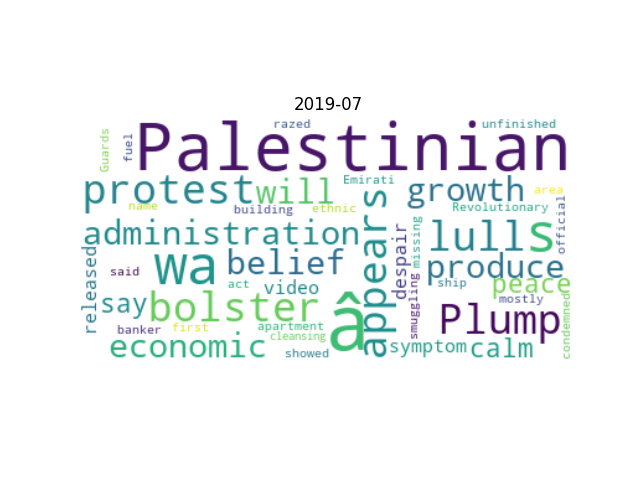 2019-07
razed
unfinished
Guards
fuel
Palestinian
protest
will
Emirati
growth
area
name
building
ethnic
Revolutionary
official
administration
appears
despair
missing
lulls
s
released
said
wa
belief
act
video
smuggling
produce
ship
peace
mostly
say
bolster
â
Plump
condemned
banker
first
apartment
cleansing
economic
showed
symptom
calm